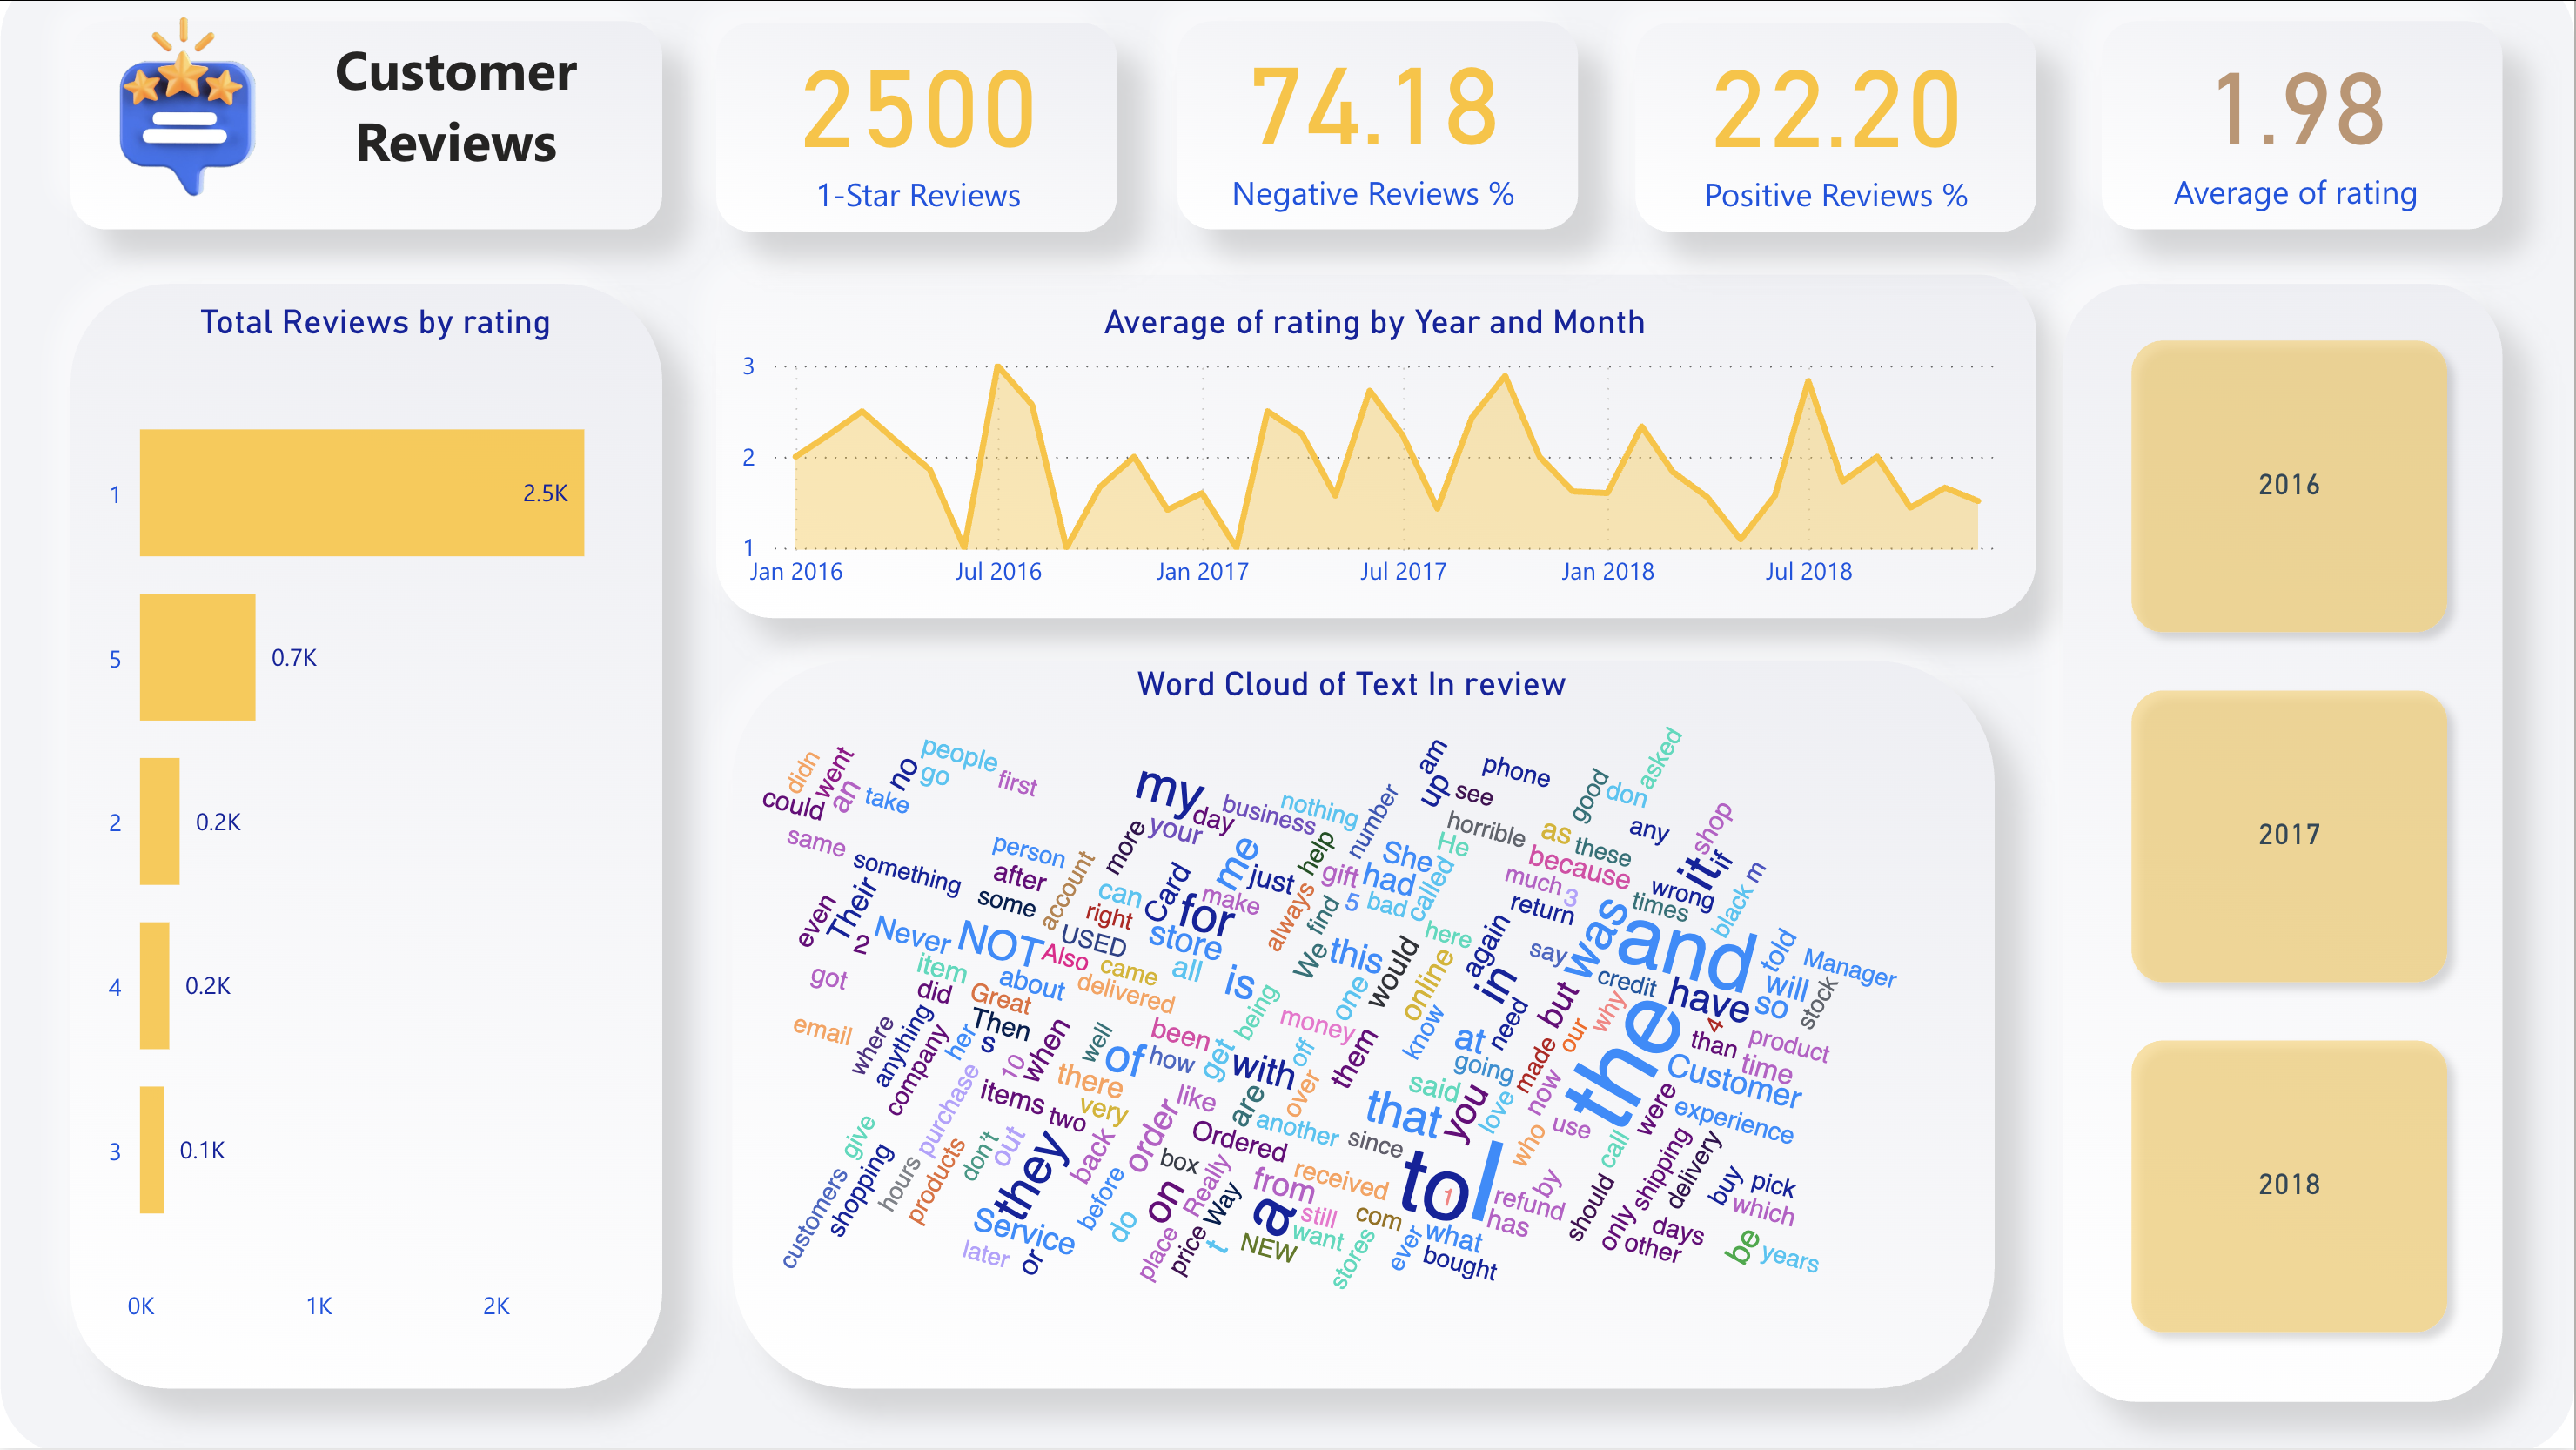 Customer
Reviews
2500
1-Star Reviews
74.18
Negative Reviews %
22.20
Positive Reviews %
1.98
Average of rating
Total Reviews by rating
1
2.5K
5
0.7K
2
0.2K
4
0.2K
3
0.1K
0K 1K 2K
Average of rating by Year and Month
3
2
1
Jan 2016 Jul 2016 Jan 2017 Jul 2017 Jan 2018 Jul 2018
Word Cloud of Text In review
didn
went
an
could
no
people
go
take
first
same
something
my
day
business
nothing
number
your
more
help
am
up
see
phone
good
don
asked
horrible
as
these
any
shop
He
She
because
it
if
m
person
after
some
account
can
right
Card
me
just
make
for
gift
had
called
always
find
We
5
bad
much
3
return
wrong
times
black
even
Their
2
Never
NOT
USED
Also
came
store
all
is
this
here
would
online
again
in
say
was
and
told
Manager
will
so
stock
credit
have
got
item
did
about
Great
delivered
Then
being
one
money
know
at
need
but
why
our
4
than
product
time
email
where
anything
company
her
s
10
when
well
been
of
how
get
with
off
them
going
made
now
the
Customer
experience
were
purchase
items
there
two
very
like
are
over
another
said
that
you
love
use
who
call
give
shopping
customers
hours
products
don't
out
they
back
order
Ordered
since
box
Really
from
received
to
1
I
refund
by
has
should
only
shipping
delivery
buy
pick
which
days
other
be
years
Service
later
or
before
do
on
place
price
Way
t
a
still
want
NEW
com
stores
ever
what
bought
2016
2017
2018